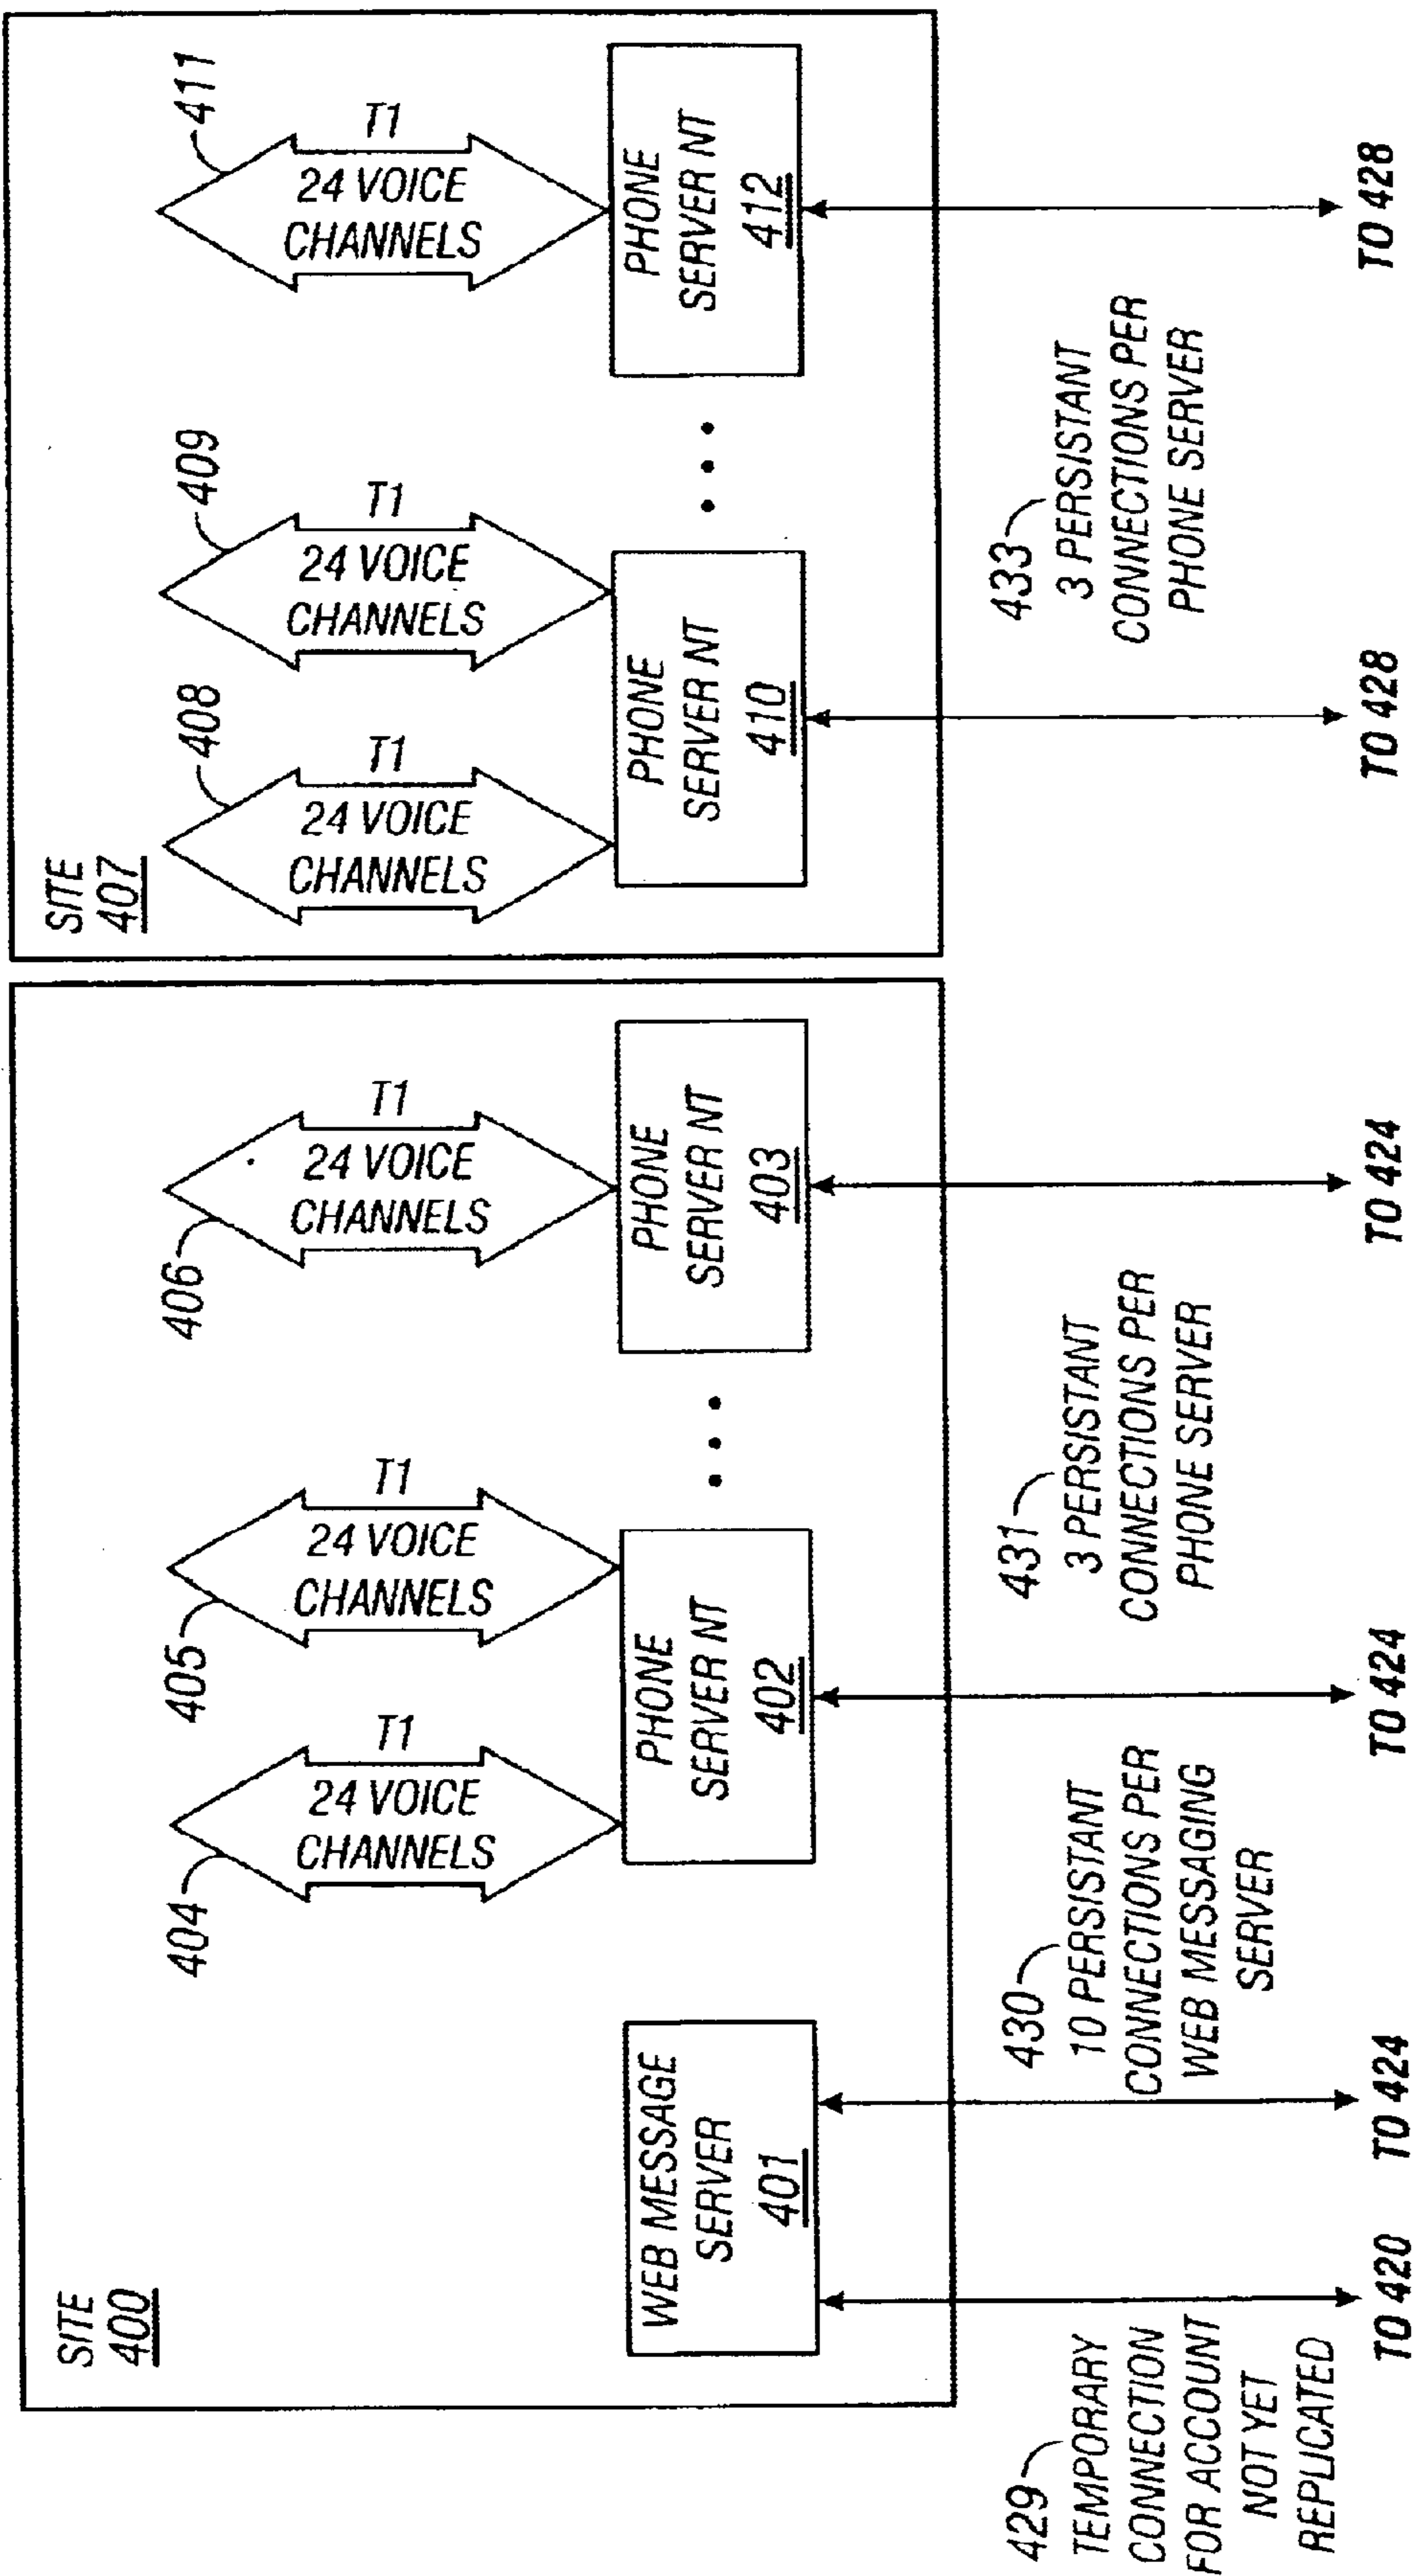 SITE
400
404
T1
24 VOICE
CHANNELS
405
T1
24 VOICE
CHANNELS
406
T1
24 VOICE
CHANNELS
WEB MESSAGE
SERVER
401
PHONE
SERVER NT
402
PHONE
SERVER NT
403
SITE
407
408
T1
24 VOICE
CHANNELS
409
T1
24 VOICE
CHANNELS
411
T1
24 VOICE
CHANNELS
PHONE
SERVER NT
410
PHONE
SERVER NT
412
429
TEMPORARY
CONNECTION
FOR ACCOUNT
NOT YET
REPLICATED
430
10 PERSISTANT
CONNECTIONS PER
WEB MESSAGING
SERVER
431
3 PERSISTANT
CONNECTIONS PER
PHONE SERVER
433
3 PERSISTANT
CONNECTIONS PER
PHONE SERVER
TO 420
TO 424
TO 424
TO 424
TO 428
TO 428